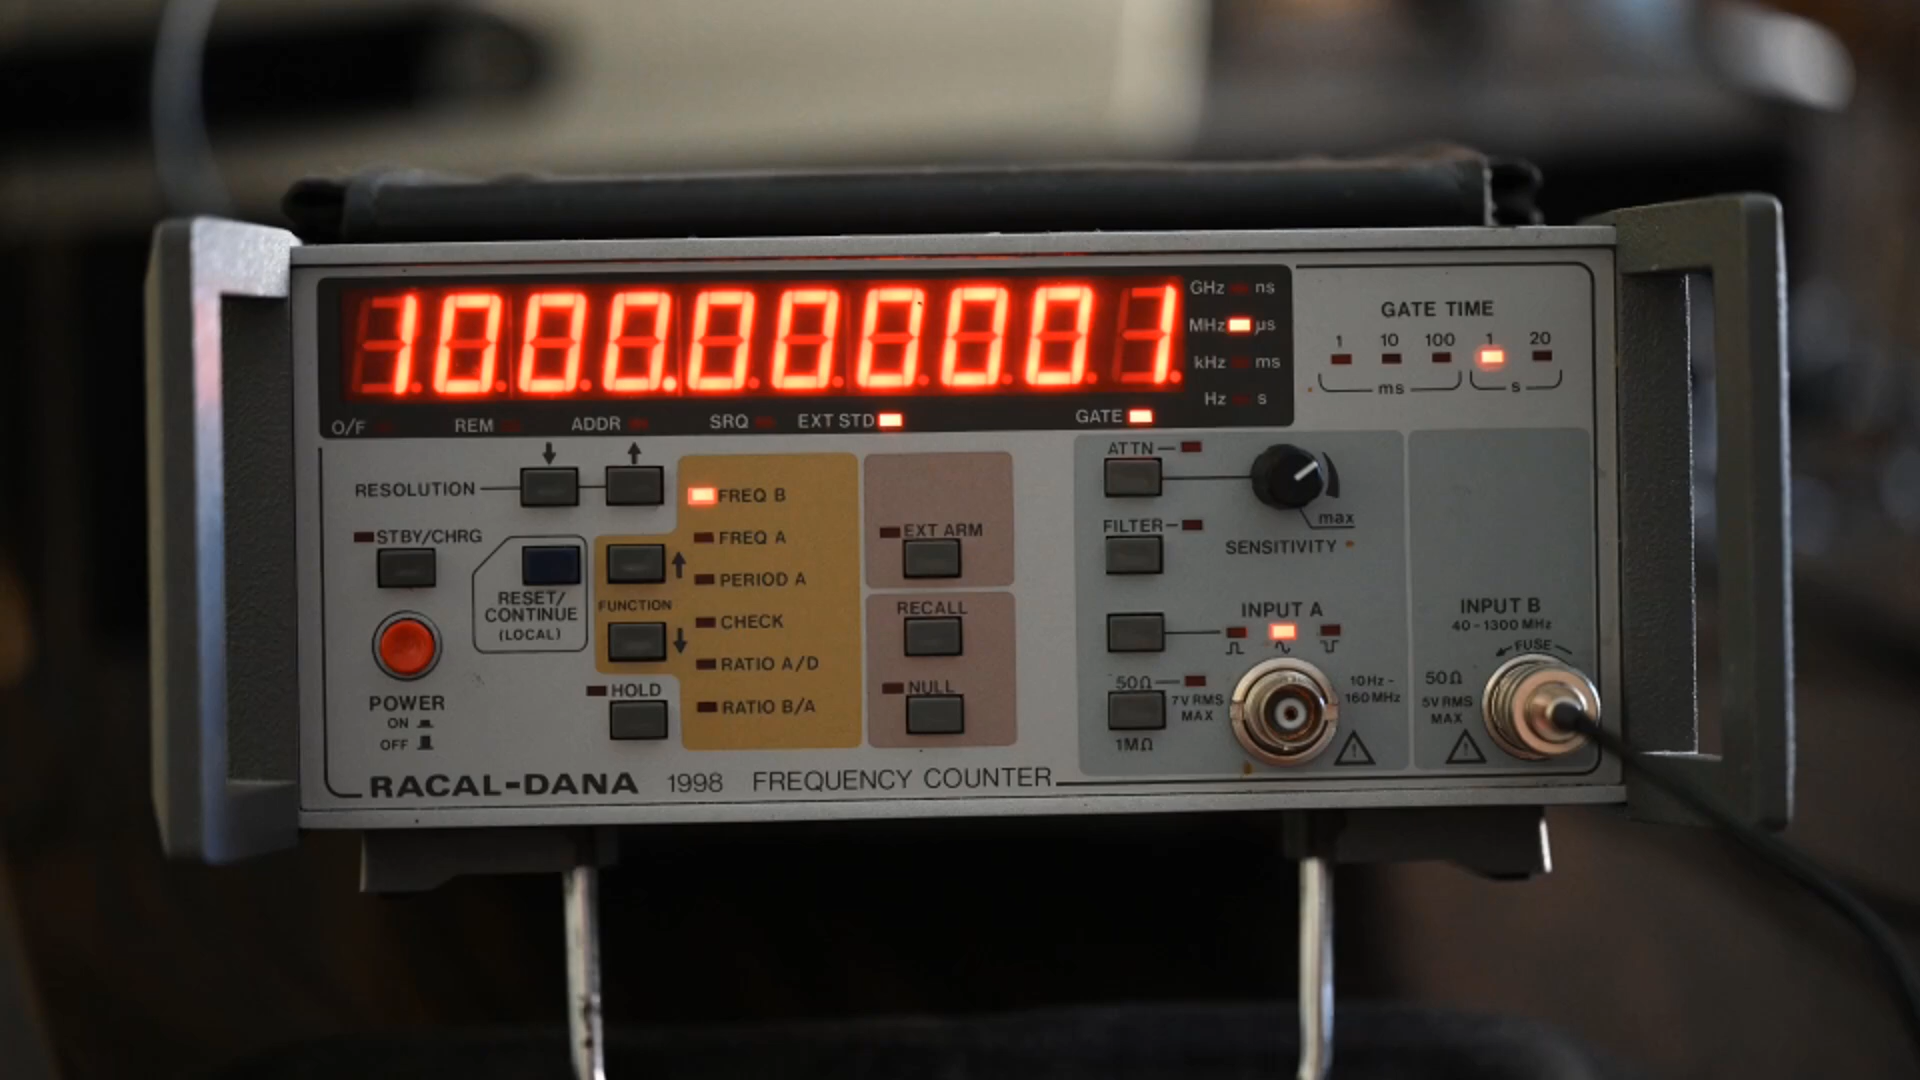 1000.000001
GHz ns
MHz µs
kHz ms
Hz s
O/F REM ADDR SRQ EXT STD GATE
GATE TIME
1 10 100 1 20
ms s
RESOLUTION
STBY/CHRG
RESET/
CONTINUE
(LOCAL)
POWER
ON
OFF
FUNCTION
HOLD
FREQ B
FREQ A
PERIOD A
CHECK
RATIO A/D
RATIO B/A
EXT ARM
RECALL
NULL
ATTN
FILTER
max
SENSITIVITY
INPUT A
50Ω
1MΩ
7V RMS
MAX
10Hz-
160MHz
INPUT B
40-1300 MHz
FUSE
50Ω
5V RMS
MAX
RACAL-DANA 1998 FREQUENCY COUNTER